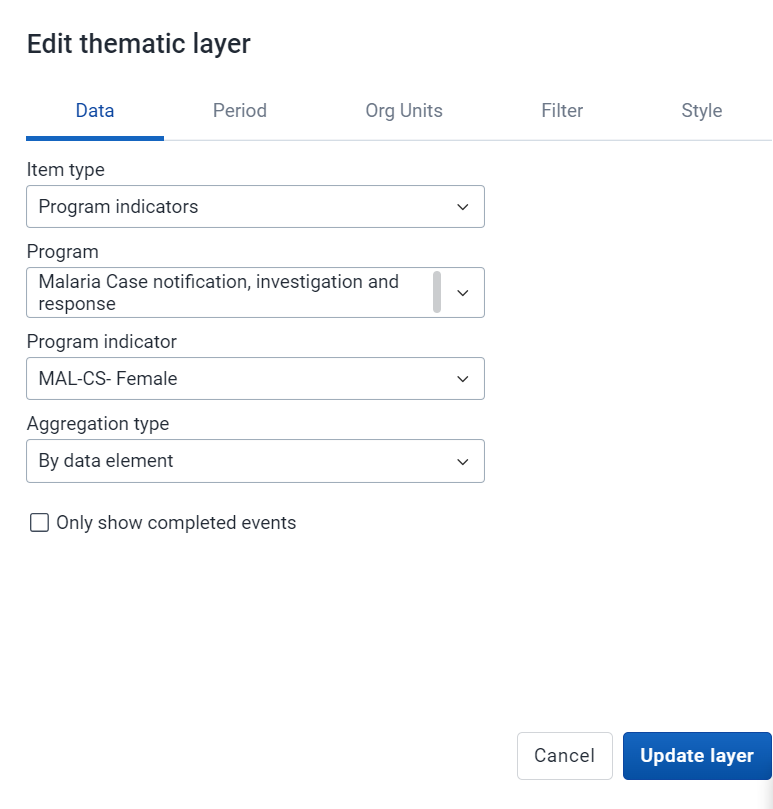 Edit thematic layer
Data Period Org Units Filter Style
Item type
Program indicators
Program
Malaria Case notification, investigation and
response
Program indicator
MAL-CS- Female
Aggregation type
By data element
Only show completed events
Cancel Update layer